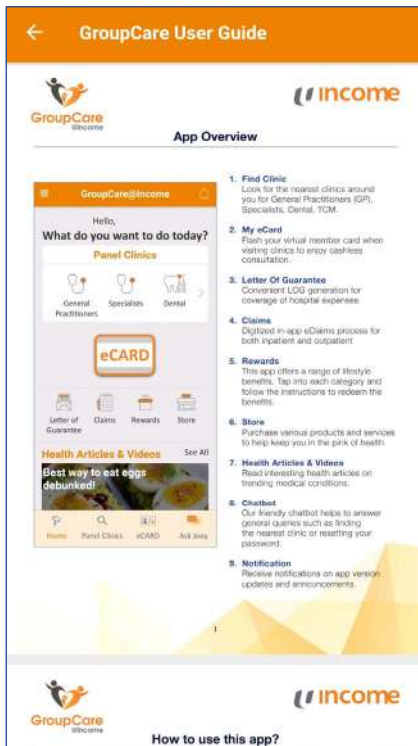 GroupCare User Guide
GroupCare
@Income
income
App Overview
GroupCare@Income
Hello,
What do you want to do today?
Panel Clinics
General
Practitioners
Specialists
Dental
eCARD
Letter of
Guarantee
Claims
Rewards
Store
Health Articles & Videos
See All
Best way to eat eggs
debunked!
Home
Panel Clinics
eCARD
Ask Joey
1. Find Clinic
Look for the nearest clinics around
you for General Practitioners (GP),
Specialists, Dental, TCM.
2. My eCard
Flash your virtual member card when
visiting clinics to enjoy cashless
consultation.
3. Letter Of Guarantee
Convenient LOG generation for
coverage of hospital expenses.
4. Claims
Digitized in-app eClaims process for
both inpatient and outpatient
5. Rewards
This app offers a range of lifestyle
benefits. Tap into each category and
follow the instructions to redeem the
benefits.
6. Store
Purchase various products and services
to help keep you in the pink of health.
7. Health Articles & Videos
Read interesting health articles on
trending medical conditions.
8. Chatbot
Our friendly chatbot helps to answer
general queries such as finding
the nearest clinic or resetting your
password.
9. Notification
Receive notifications on app version
updates and announcements.
1
GroupCare
@Income
income
How to use this app?